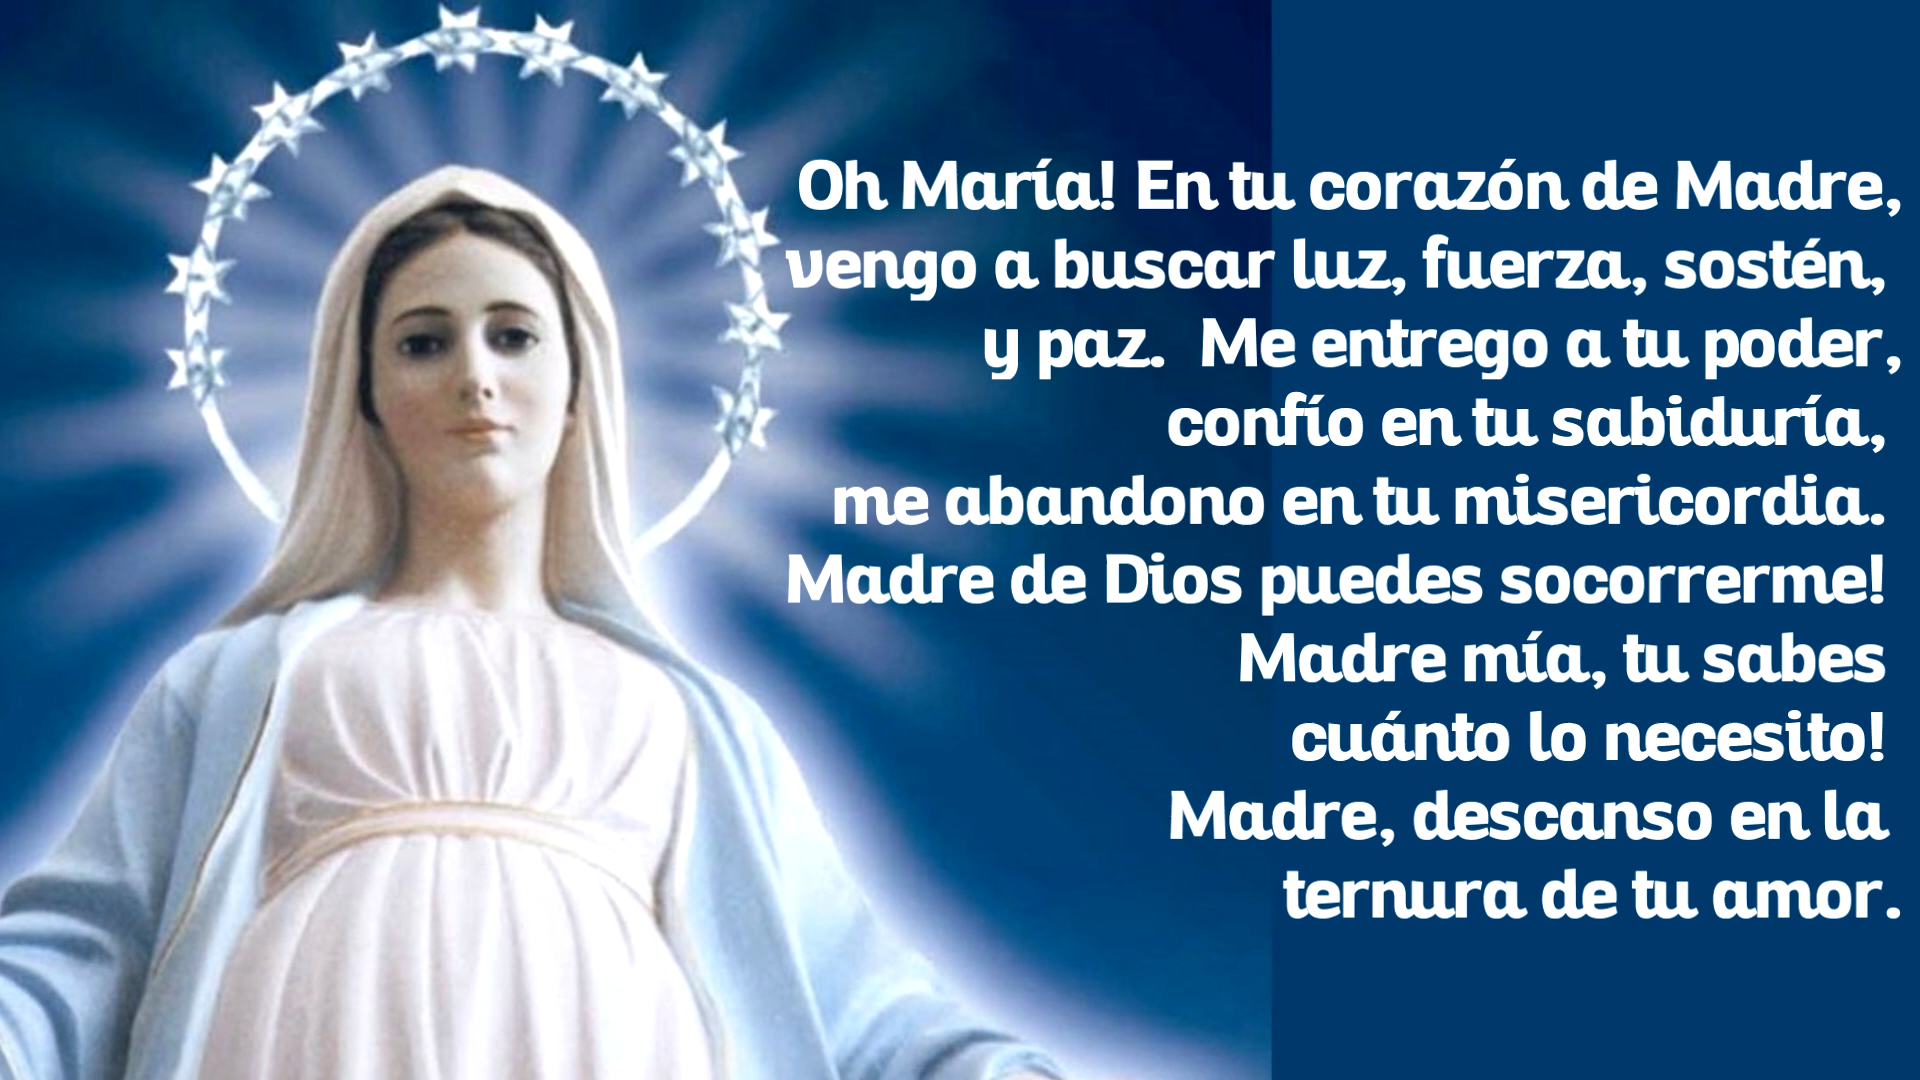 Oh María! En tu corazón de Madre,
vengo a buscar luz, fuerza, sostén,
y paz. Me entrego a tu poder,
confío en tu sabiduría,
me abandono en tu misericordia.
Madre de Dios puedes socorrerme!
Madre mía, tu sabes
cuánto lo necesito!
Madre, descanso en la
ternura de tu amor.